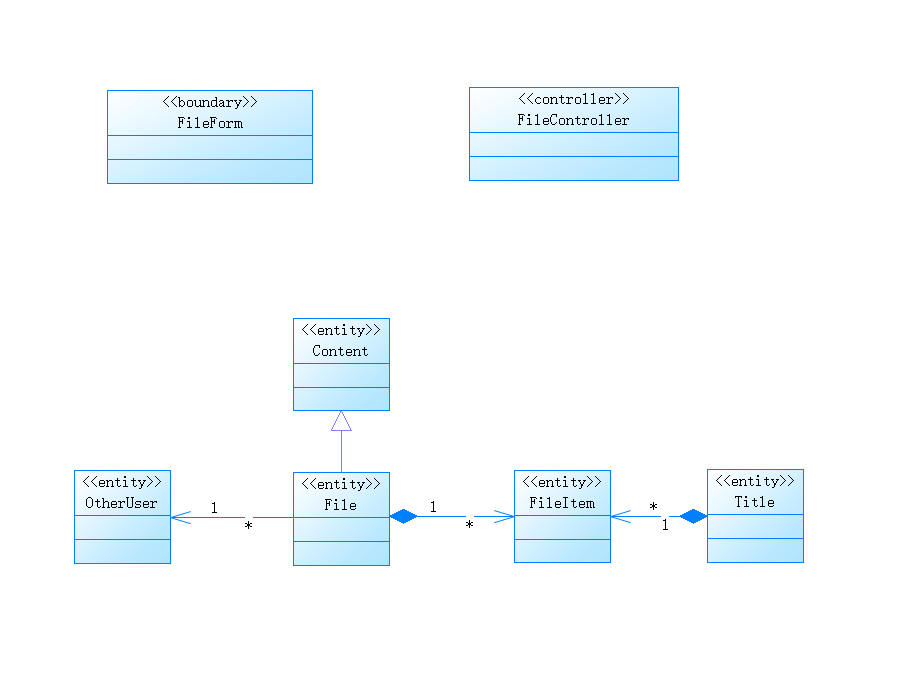 <<boundary>>
FileForm
<<controller>>
FileController
<<entity>>
Content
<<entity>>
OtherUser
<<entity>>
File
<<entity>>
FileItem
<<entity>>
Title
1
*
1
*
*
1